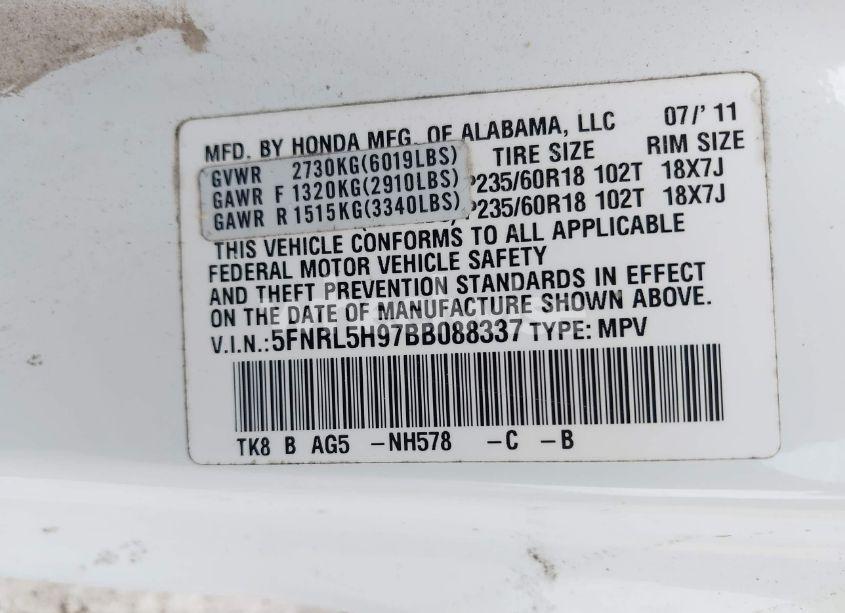 MFD. BY HONDA MFG. OF ALABAMA, LLC 07/'11
GVWR 2730KG(6019LBS) TIRE SIZE RIM SIZE
GAWR F 1320KG(2910LBS) P235/60R18 102T 18X7J
GAWR R 1515KG(3340LBS) P235/60R18 102T 18X7J
THIS VEHICLE CONFORMS TO ALL APPLICABLE
FEDERAL MOTOR VEHICLE SAFETY
AND THEFT PREVENTION STANDARDS IN EFFECT
ON THE DATE OF MANUFACTURE SHOWN ABOVE.
V.I.N.:5FNRL5H97BB088337 TYPE: MPV
TK8 B AG5 -NH578 -C -B